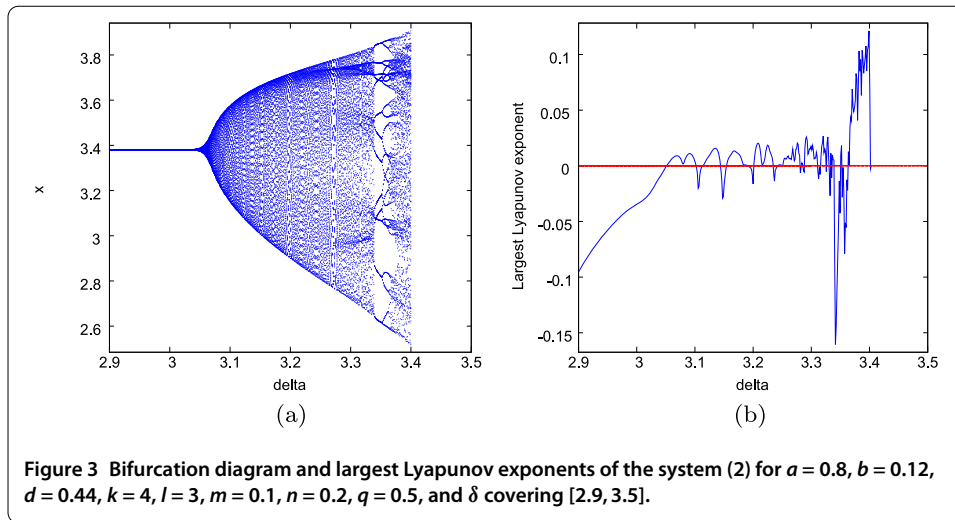 3.8
3.6
3.4
3.2
3
2.8
2.6
x
2.9 3 3.1 3.2 3.3 3.4 3.5
delta
(a)
0.1
0.05
0
-0.05
-0.1
-0.15
Largest Lyapunov exponent
2.9 3 3.1 3.2 3.3 3.4 3.5
delta
(b)
Figure 3 Bifurcation diagram and largest Lyapunov exponents of the system (2) for a = 0.8, b = 0.12,
d = 0.44, k = 4, l = 3, m = 0.1, n = 0.2, q = 0.5, and δ covering [2.9, 3.5].